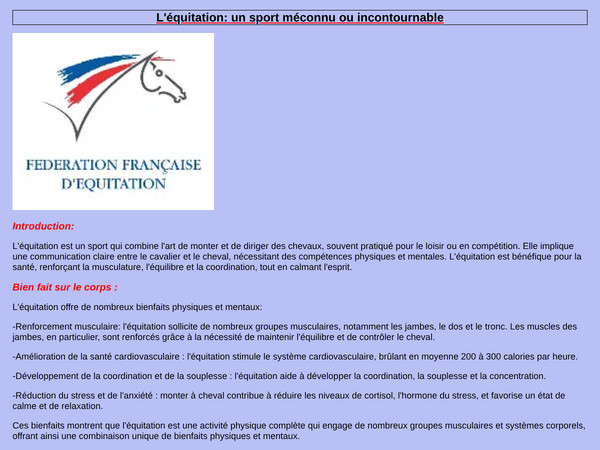 L'équitation: un sport méconnu ou incontournable
FEDERATION FRANÇAISE
D'EQUITATION
Introduction:
L'équitation est un sport qui combine l'art de monter et de diriger des chevaux, souvent pratiqué pour le loisir ou en compétition. Elle implique
une communication claire entre le cavalier et le cheval, nécessitant des compétences physiques et mentales. L'équitation est bénéfique pour la
santé, renforçant la musculature, l'équilibre et la coordination, tout en calmant l'esprit.
Bien fait sur le corps :
L'équitation offre de nombreux bienfaits physiques et mentaux:
-Renforcement musculaire: l'équitation sollicite de nombreux groupes musculaires, notamment les jambes, le dos et le tronc. Les muscles des
jambes, en particulier, sont renforcés grâce à la nécessité de maintenir l'équilibre et de contrôler le cheval.
-Amélioration de la santé cardiovasculaire : l'équitation stimule le système cardiovasculaire, brûlant en moyenne 200 à 300 calories par heure.
-Développement de la coordination et de la souplesse : l'équitation aide à développer la coordination, la souplesse et la concentration.
-Réduction du stress et de l'anxiété : monter à cheval contribue à réduire les niveaux de cortisol, l'hormone du stress, et favorise un état de
calme et de relaxation.
Ces bienfaits montrent que l'équitation est une activité physique complète qui engage de nombreux groupes musculaires et systèmes corporels,
offrant ainsi une combinaison unique de bienfaits physiques et mentaux.